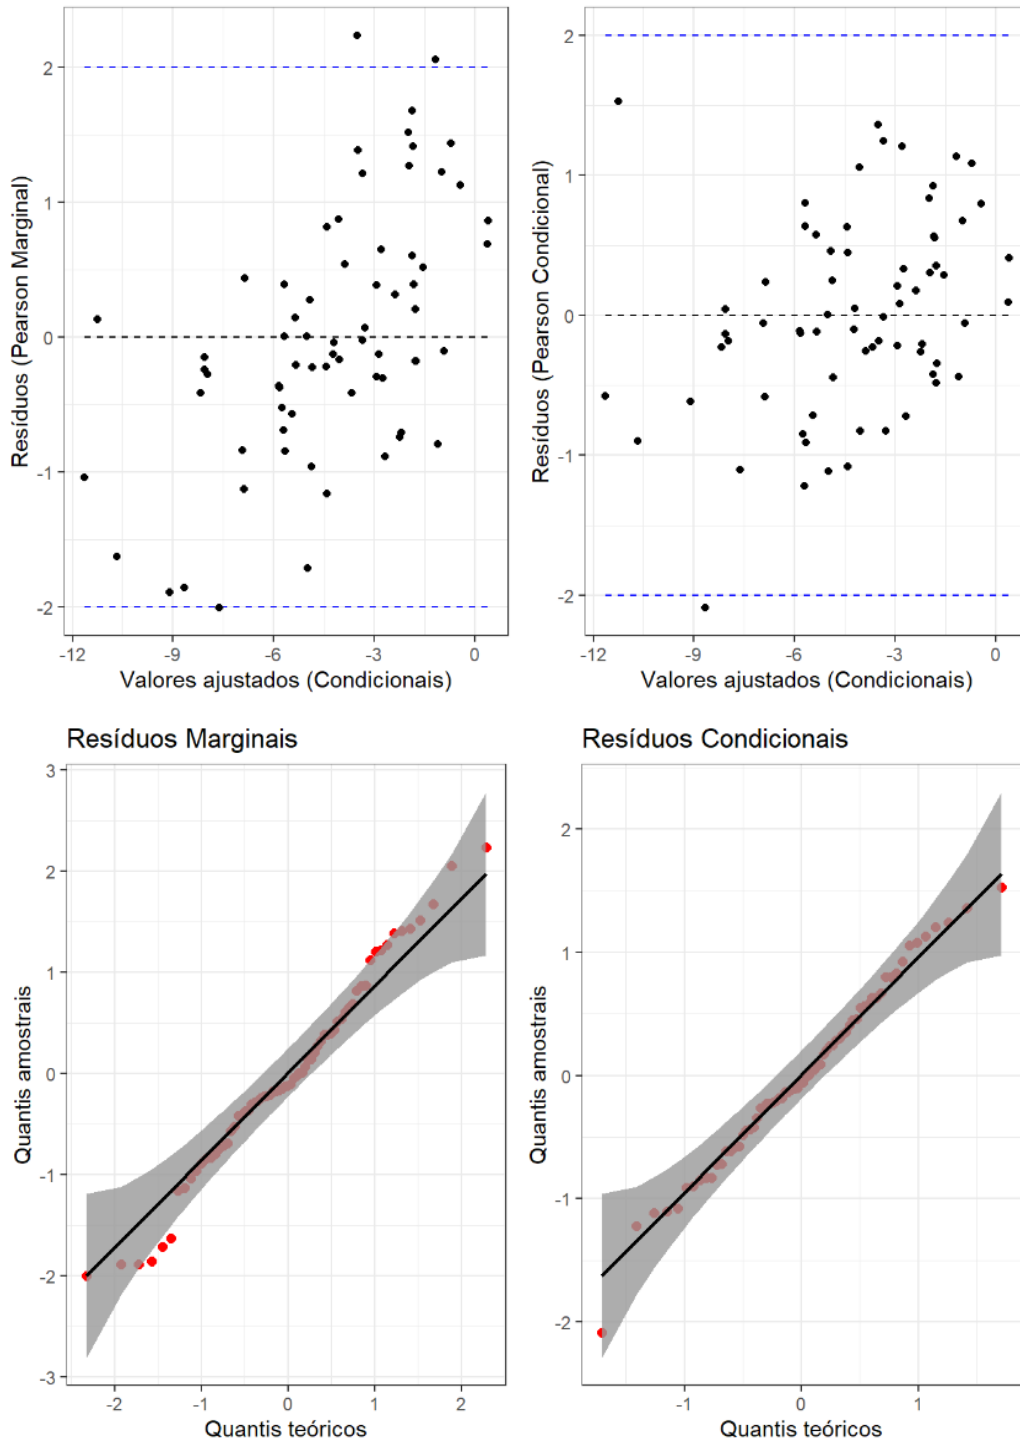 2
1
0
-1
-2
Resíduos (Pearson Marginal)
-12 -9 -6 -3 0
Valores ajustados (Condicionais)
2
1
0
-1
-2
Resíduos (Pearson Condicional)
-12 -9 -6 -3 0
Valores ajustados (Condicionais)
Resíduos Marginais
3
2
1
0
-1
-2
-3
Quantis amostrais
-2 -1 0 1 2
Quantis teóricos
Resíduos Condicionais
2
1
0
-1
-2
Quantis amostrais
-1 0 1
Quantis teóricos